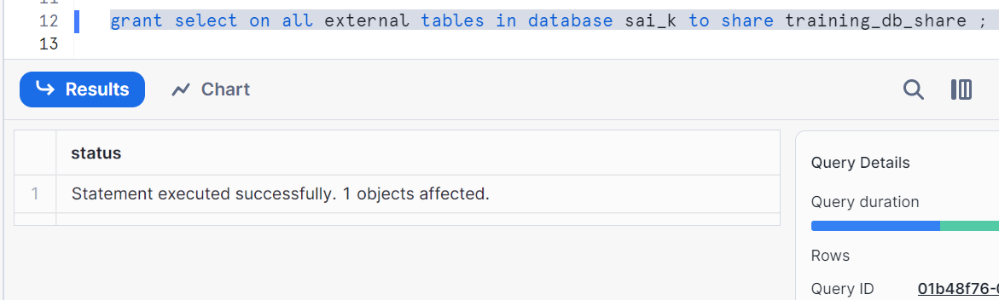 11
12 grant select on all external tables in database sai_k to share training_db_share ;
13
Results
Chart
status
1 Statement executed successfully. 1 objects affected.
Query Details
Query duration
Rows
Query ID 01b48f76-